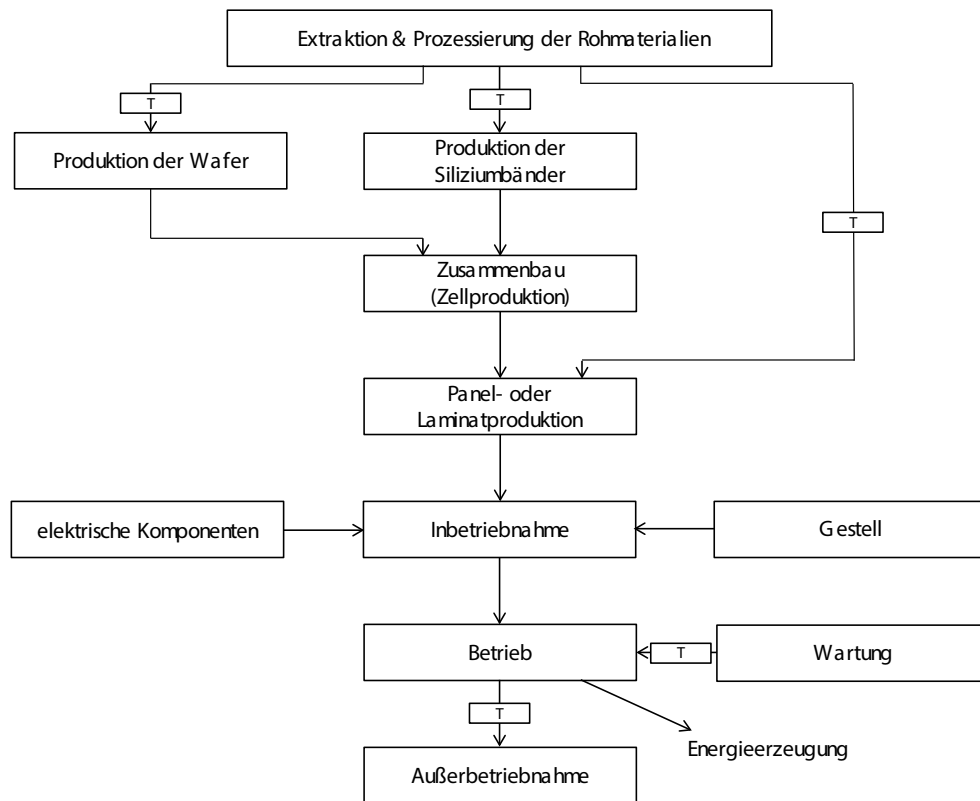 Extraktion & Prozessierung der Rohmaterialien
T
T
Produktion der Wafer
Produktion der
Siliziumbänder
T
Zusammenbau
(Zellproduktion)
Panel- oder
Laminatproduktion
elektrische Komponenten
Inbetriebnahme
Gestell
Betrieb
T
Wartung
T
Energieerzeugung
Außerbetriebnahme